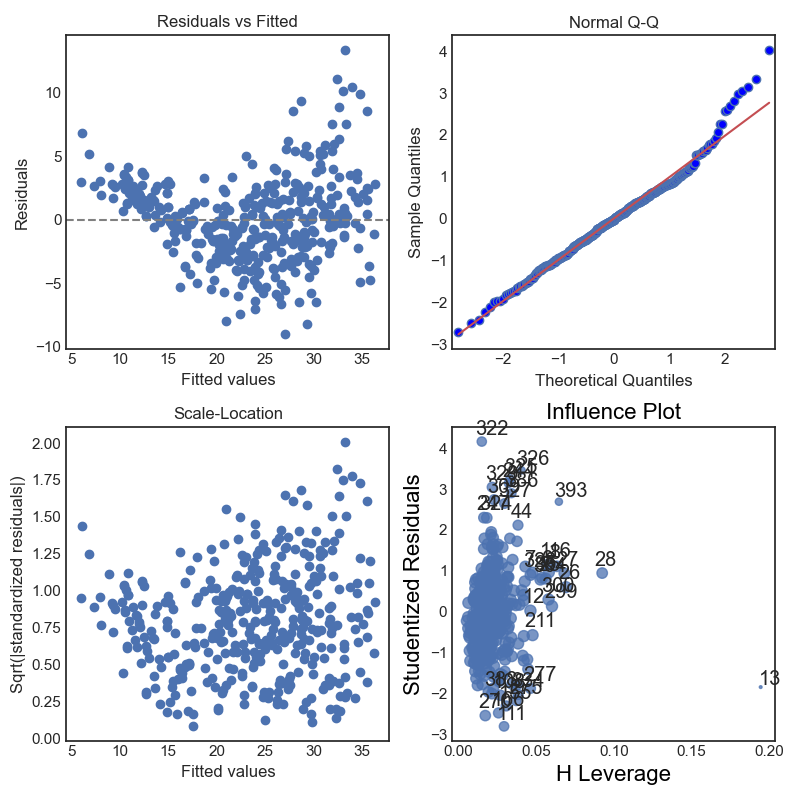 Residuals vs Fitted
Residuals
10
5
0
−5
−10
5 10 15 20 25 30 35
Fitted values
Normal Q-Q
Sample Quantiles
4
3
2
1
0
−1
−2
−3
−2 −1 0 1 2
Theoretical Quantiles
Scale-Location
Sqrt(|standardized residuals|)
2.00
1.75
1.50
1.25
1.00
0.75
0.50
0.25
0.00
5 10 15 20 25 30 35
Fitted values
Influence Plot
Studentized Residuals
4
3
2
1
0
−1
−2
−3
322
326
327
393
44
28
26
299
12
211
277
13
111
0.00 0.05 0.10 0.15 0.20
H Leverage